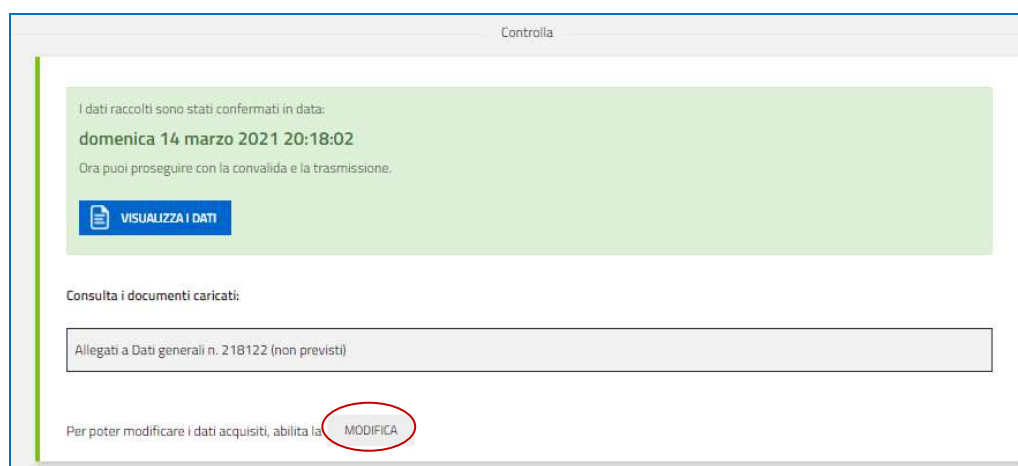 Controlla
I dati raccolti sono stati confermati in data:
domenica 14 marzo 2021 20:18:02
Ora puoi proseguire con la convalida e la trasmissione.
VISUALIZZA I DATI
Consulta i documenti caricati:
Allegati a Dati generali n. 218122 (non previsti)
Per poter modificare i dati acquisiti, abilita la MODIFICA